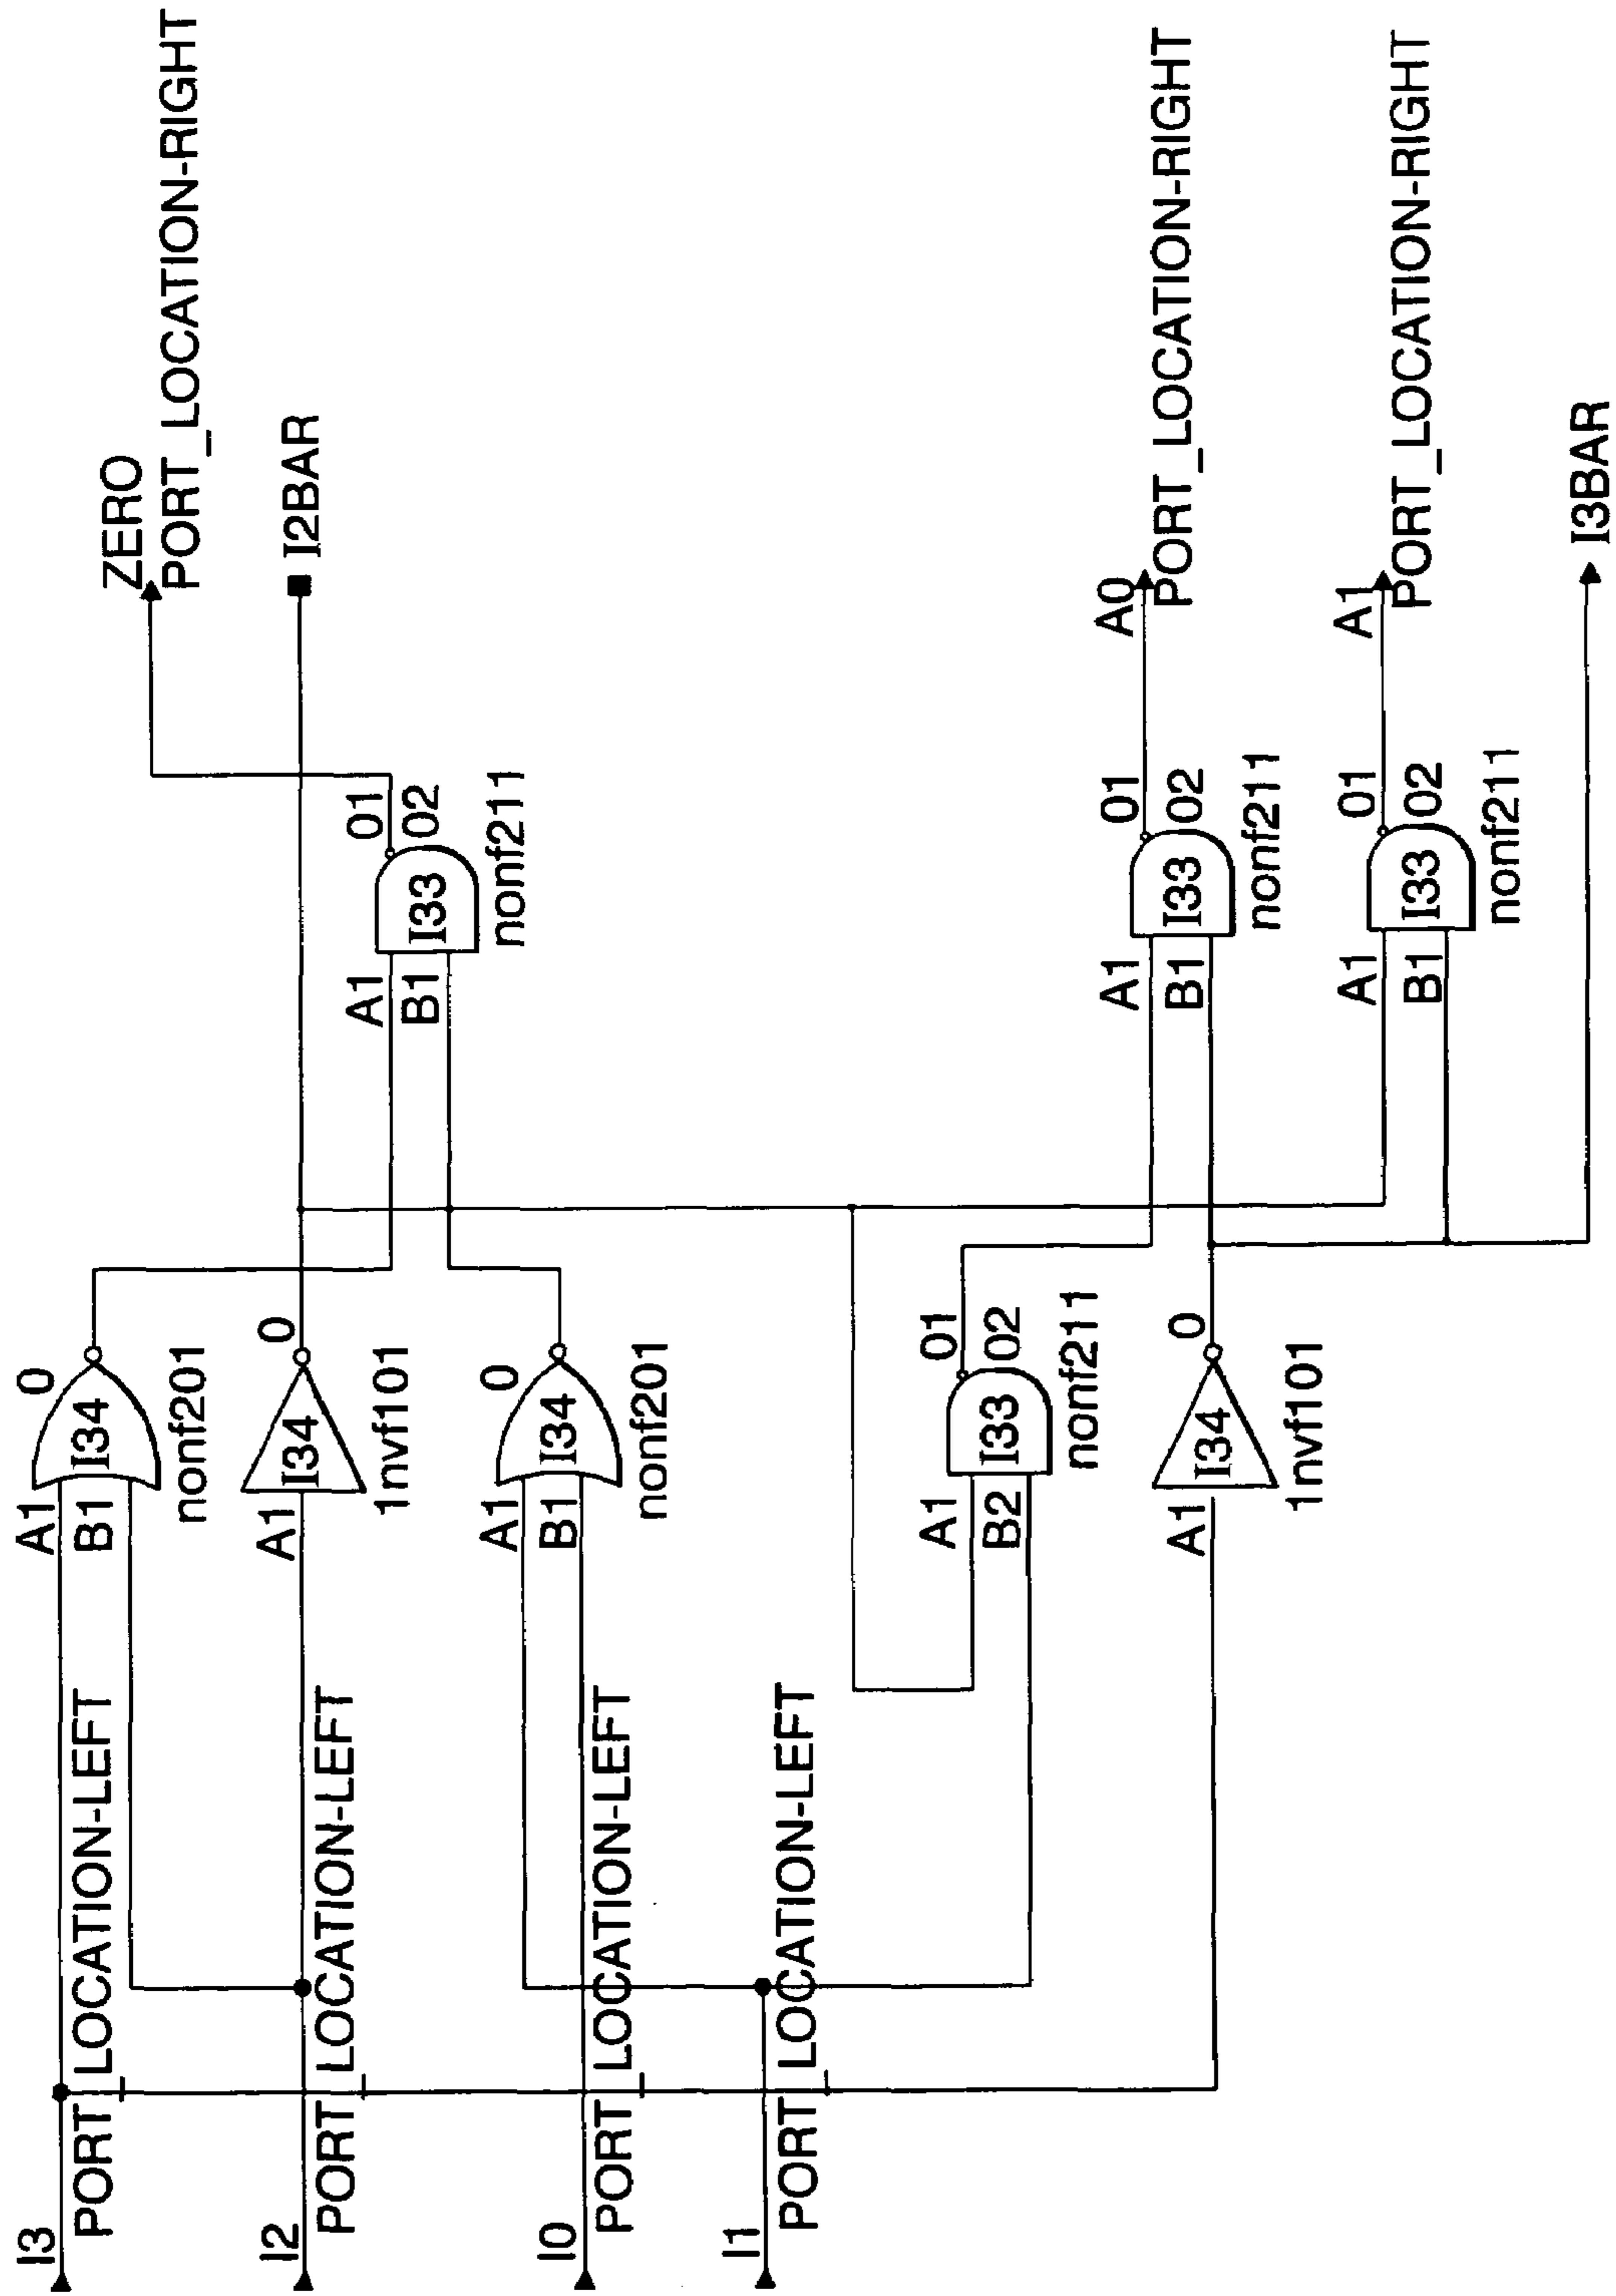 I3
PORT_LOCATION-LEFT
A1
B1
I34
0
nonf201
I2
PORT_LOCATION-LEFT
A1
I34
0
1nvf101
I0
PORT_LOCATION-LEFT
A1
B1
I34
0
nonf201
I1
PORT_LOCATION-LEFT
A1
B2
I33
01
02
nonf211
A1
I34
0
1nvf101
ZERO
PORT_LOCATION-RIGHT
I2BAR
A1
B1
I33
01
02
nonf211
A1
B1
I33
01
02
nonf211
A0
PORT_LOCATION-RIGHT
A1
B1
I33
01
02
nonf211
A1
PORT_LOCATION-RIGHT
I3BAR